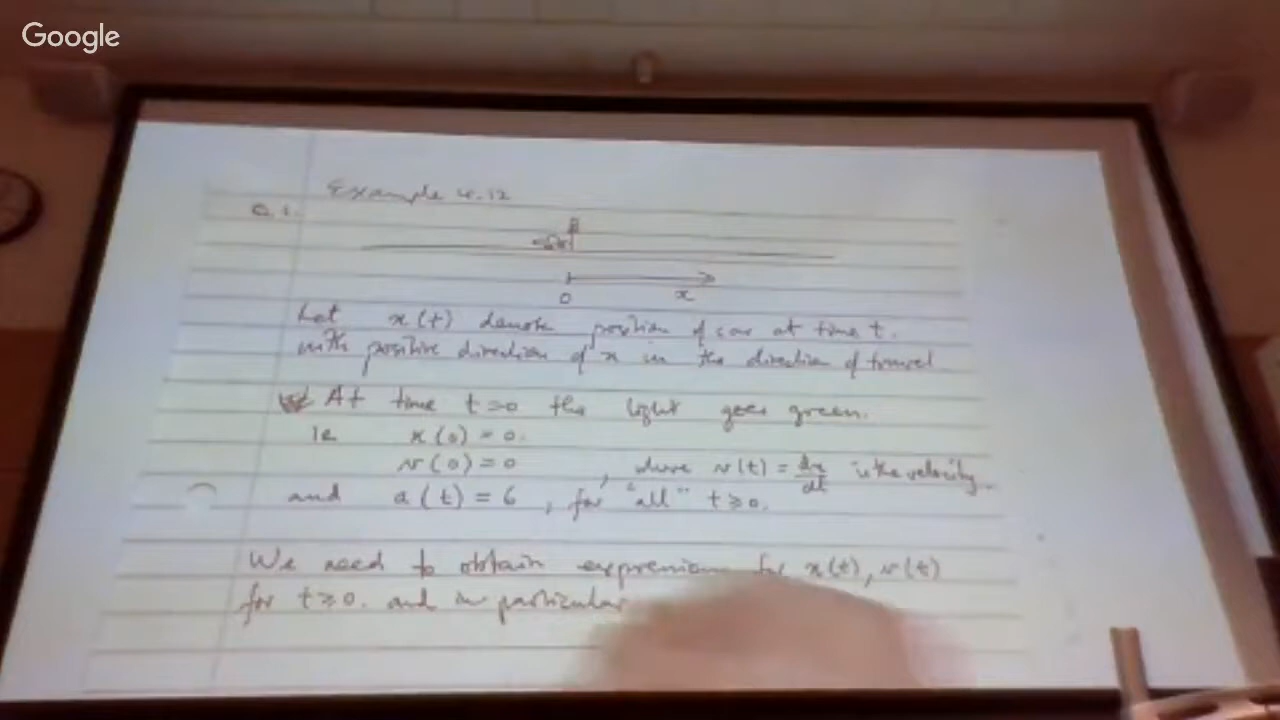 Google
Example 4.12
Q.1.
0 x
Let x(t) denote position of car at time t.
with positive direction of x in the direction of travel
At time t=0 the light goes green.
ie x(0) = 0.
v(0) = 0 , where v(t) = dx/dt is the velocity.
and a(t) = 6 , for "all" t ≥ 0.
We need to obtain expressions for x(t), v(t)
for t ≥ 0. and in particular